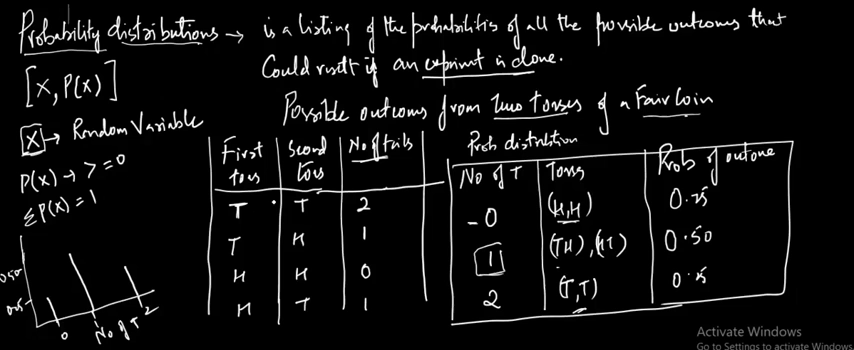 Probability distributions → is a listing of the probabilities of all the possible outcomes that
Could result if an expriment is done.
[X, P(x)]
X → Random Variable
P(x) → >=0
ΣP(x) = 1
Possible outcomes from two tosses of a Fair Coin
First toss Second toss No of tails
T T 2
T H 1
H H 0
H T 1
Prob distribution
No of T Tosses Prob of outcome
0 (H,H) 0.25
1 (TH),(HT) 0.50
2 (T,T) 0.25
0.50
0 1 2
No of T
Activate Windows
Go to Settings to activate Windows.